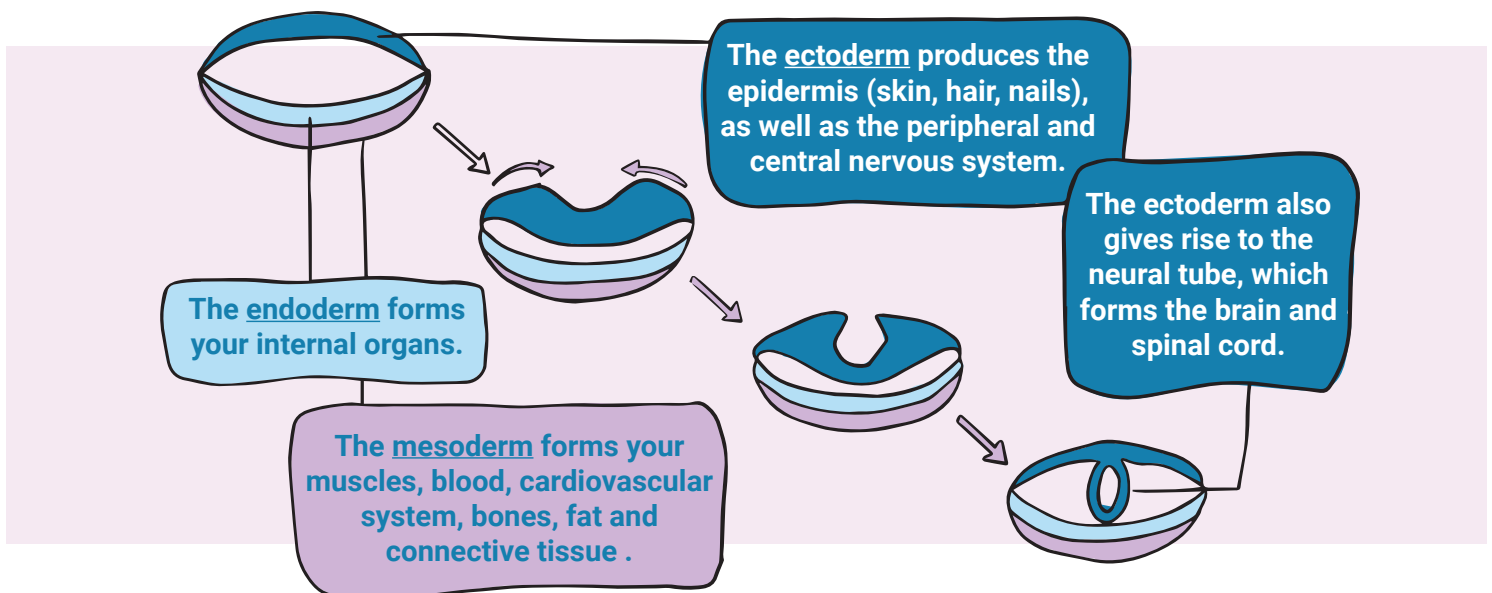 The ectoderm produces the
epidermis (skin, hair, nails),
as well as the peripheral and
central nervous system.
The ectoderm also
gives rise to the
neural tube, which
forms the brain and
spinal cord.
The endoderm forms
your internal organs.
The mesoderm forms your
muscles, blood, cardiovascular
system, bones, fat and
connective tissue .